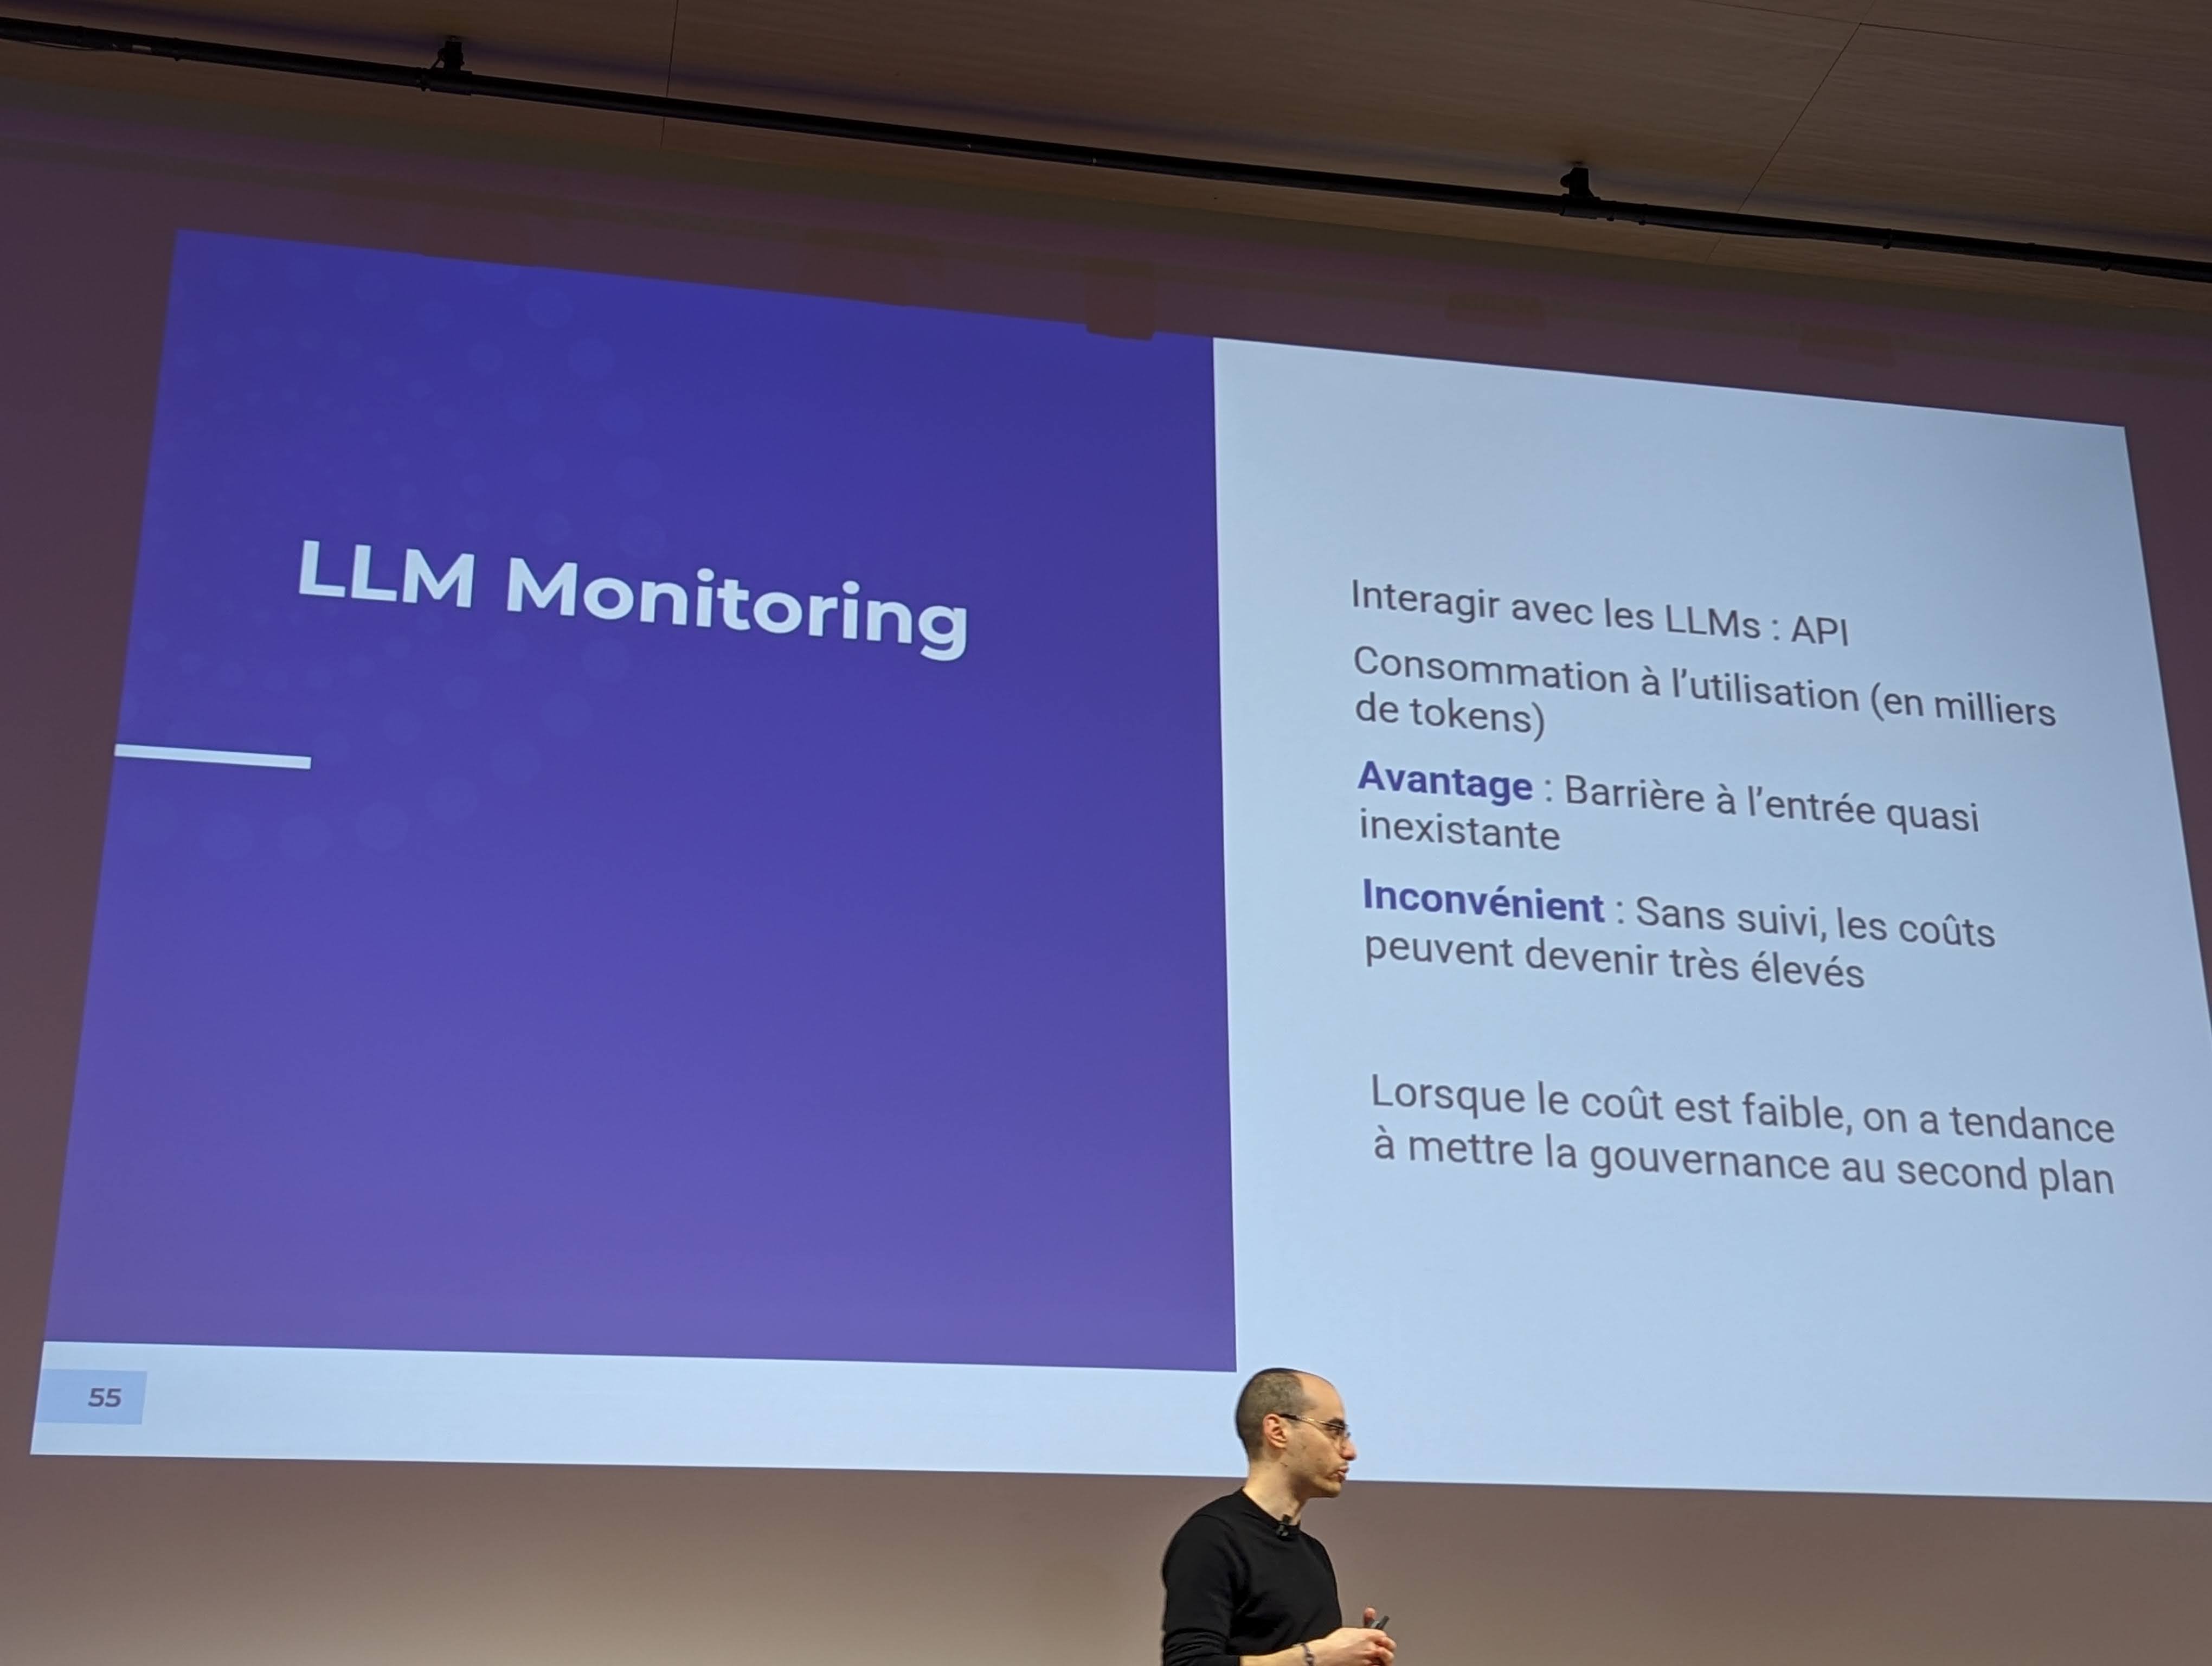 LLM Monitoring
Interagir avec les LLMs : API
Consommation à l'utilisation (en milliers
de tokens)
Avantage : Barrière à l'entrée quasi
inexistante
Inconvénient : Sans suivi, les coûts
peuvent devenir très élevés
Lorsque le coût est faible, on a tendance
à mettre la gouvernance au second plan
55